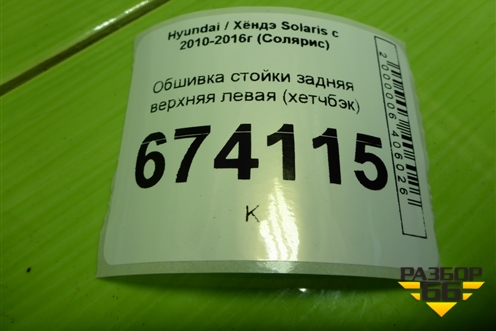 Hyundai / Хёндэ Solaris с
2010-2016г (Солярис)
Обшивка стойки задняя
верхняя левая (хетчбэк)
674115
К
2000006406026
РАЗБОР
66